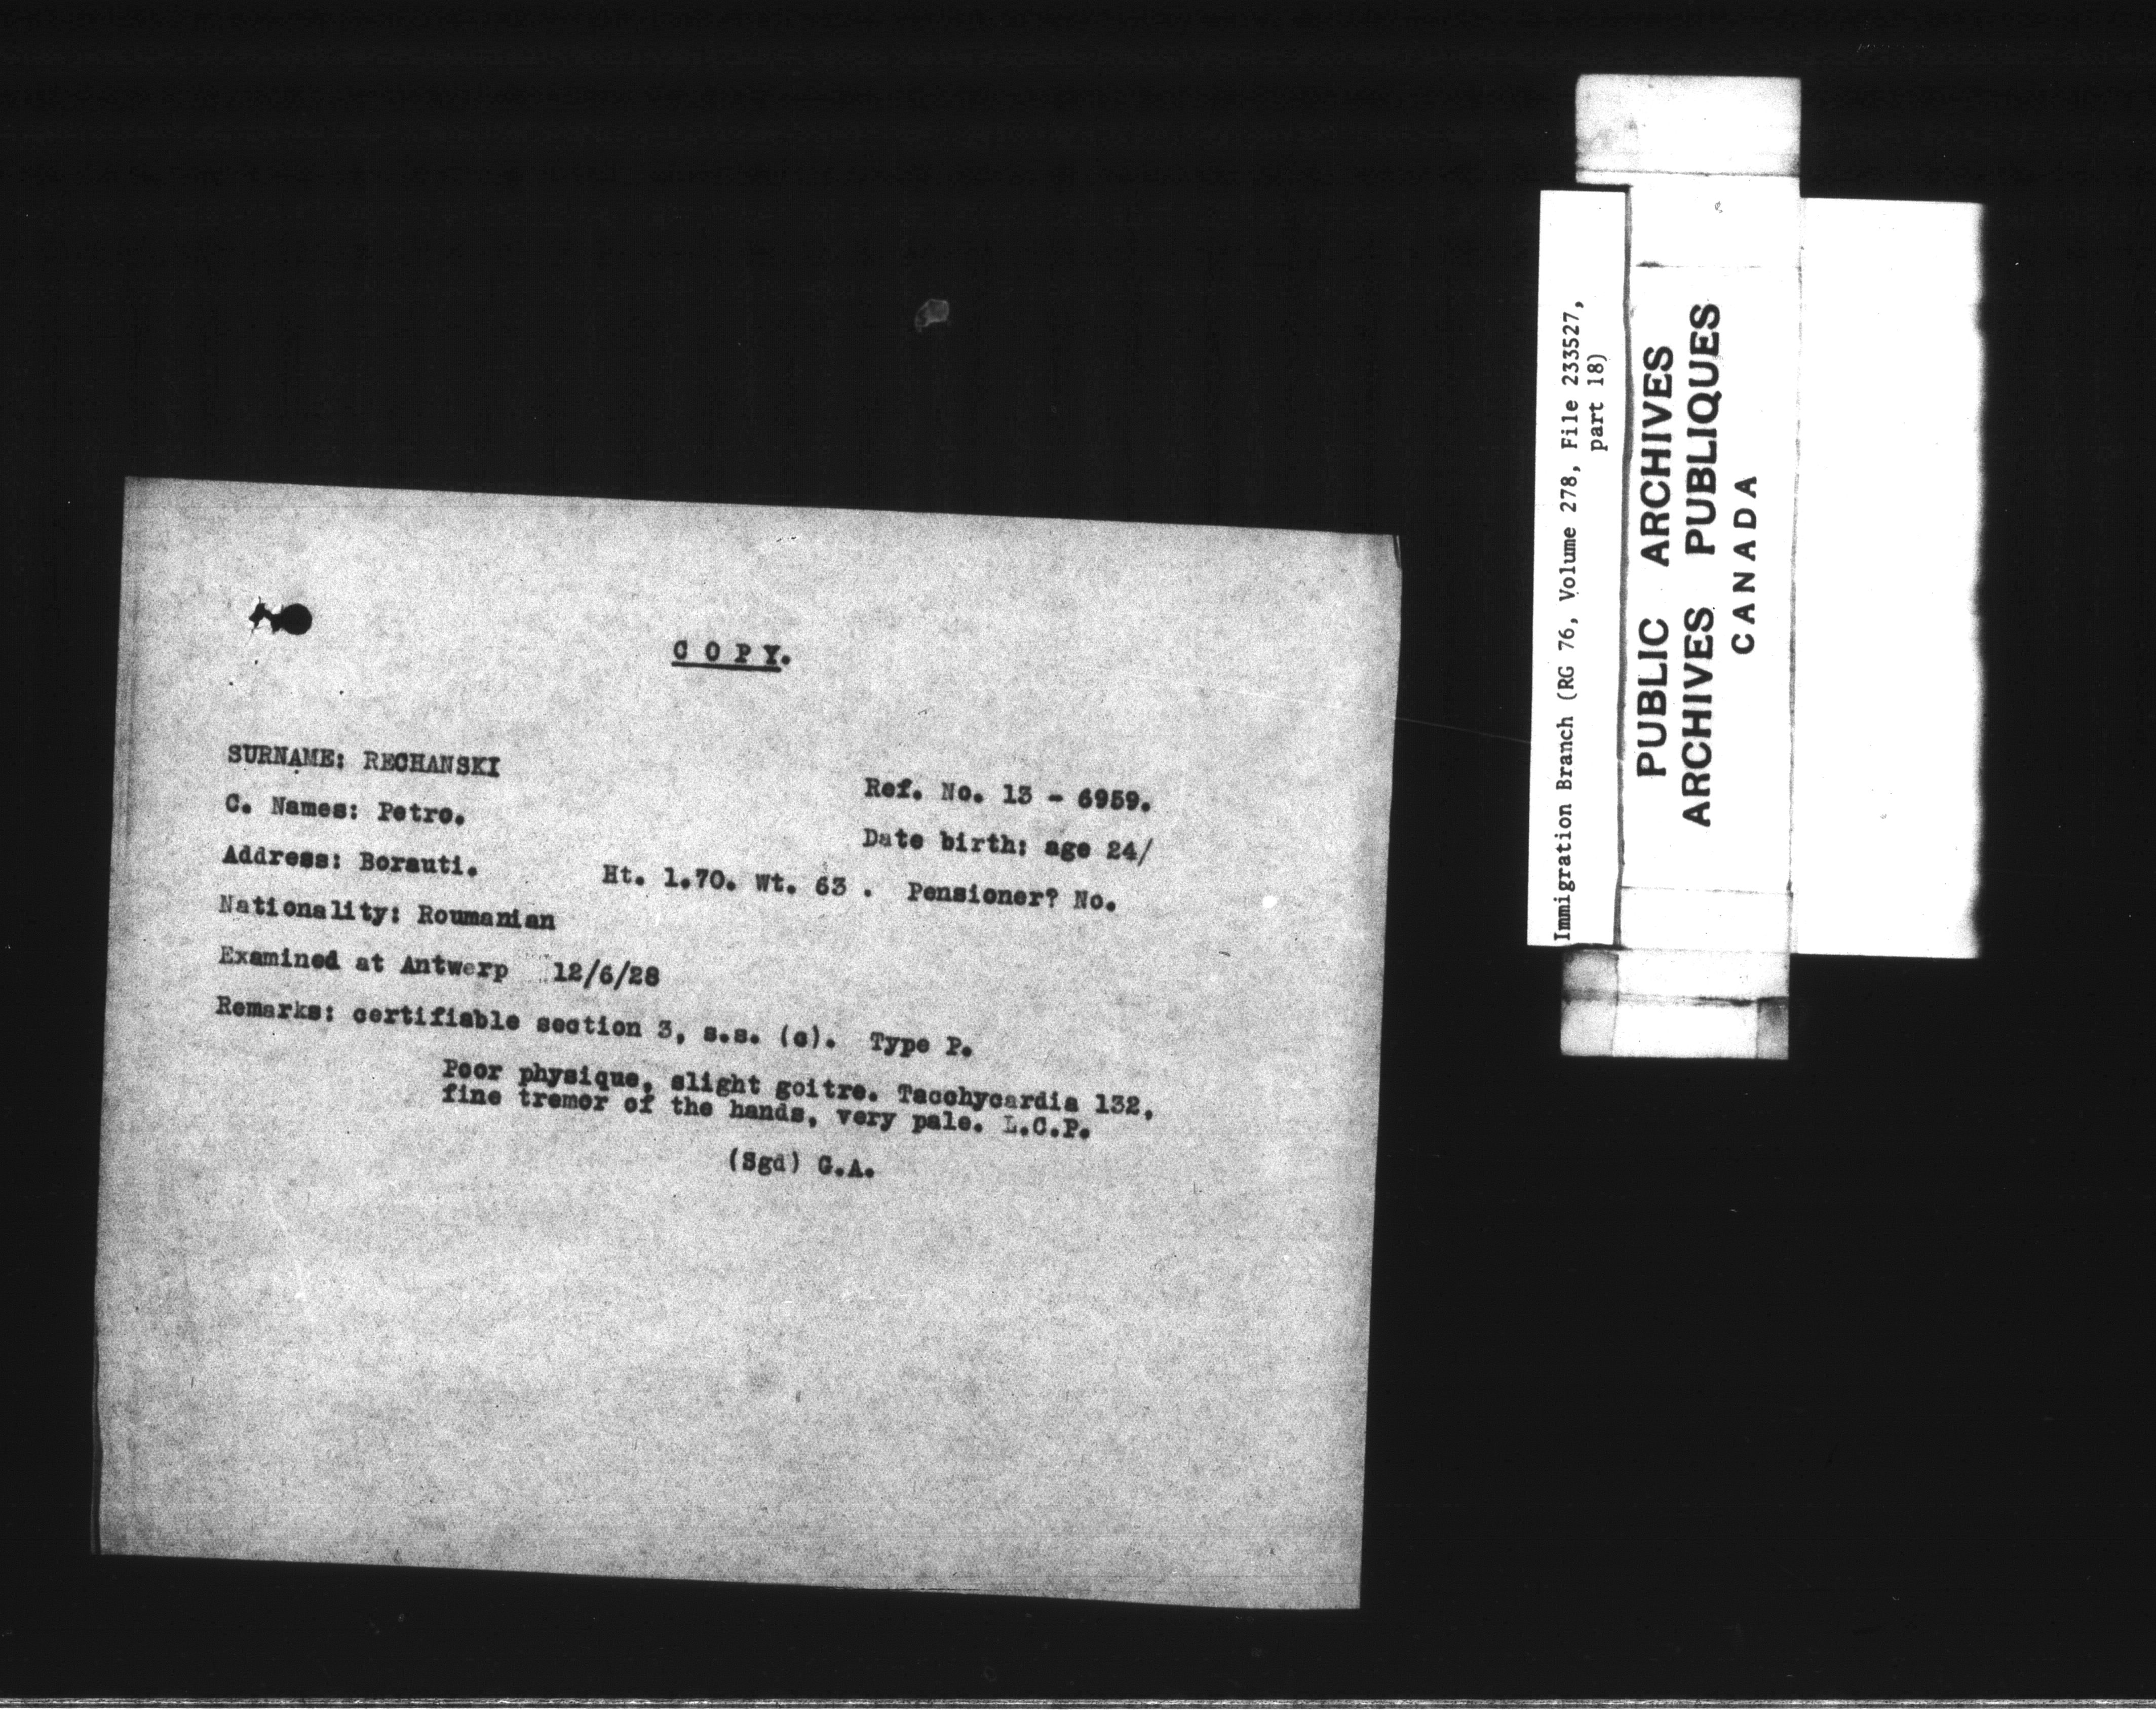 C O P Y.
SURNAME: RECHANSKI
Ref. No. 13 - 6959.
C. Names: Petro.
Date birth: age 24/
Address: Borauti.
Ht. 1.70. Wt. 63 . Pensioner? No.
Nationality: Roumanian
Examined at Antwerp 12/6/28
Remarks: certifiable section 3, s.s. (c). Type P.
Poor physique, slight goitre. Tacchycardia 132,
fine tremor of the hands, very pale. L.C.P.
(Sgd) G.A.
Immigration Branch (RG 76, Volume 278, File 233527,
part 18)
PUBLIC ARCHIVES
ARCHIVES PUBLIQUES
CANADA